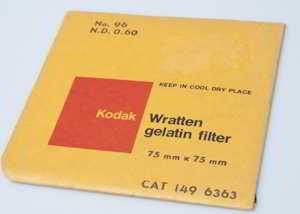 No. 96
N.D. 0.60
KEEP IN COOL DRY PLACE
Kodak
Wratten
gelatin filter
75 mm x 75 mm
CAT 149 6363